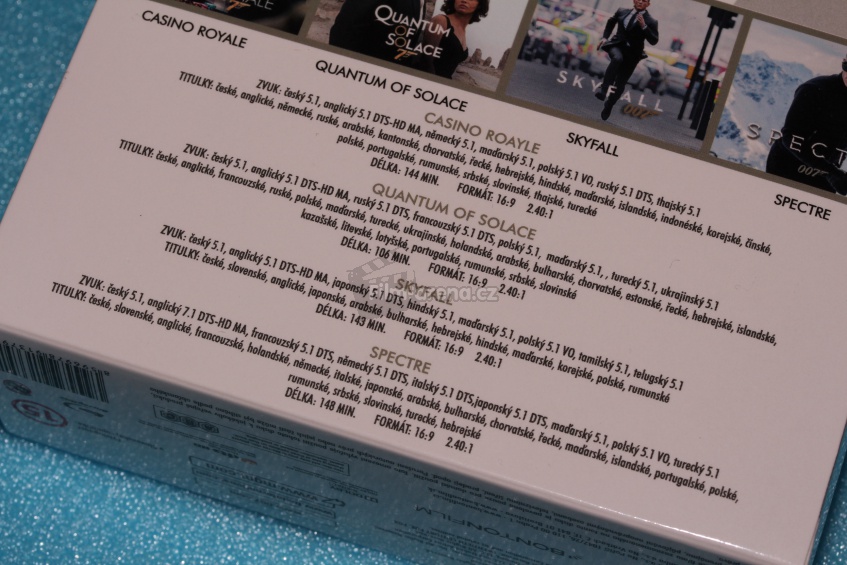 CASINO ROYALE
QUANTUM
OF
SOLACE
007
QUANTUM OF SOLACE
SKYFALL
007
SKYFALL
SPECT
007
SPECTRE
CASINO ROAYLE
ZVUK: český 5.1, anglický 5.1 DTS-HD MA, německý 5.1, maďarský 5.1, polský 5.1 VO, ruský 5.1 DTS, thajský 5.1
TITULKY: české, anglické, německé, ruské, arabské, kantonské, chorvatské, řecké, hebrejské, hindské, maďarské, islandské, indonéské, korejské, čínské,
polské, portugalské, rumunské, srbské, slovinské, thajské, turecké
DÉLKA: 144 MIN. FORMÁT: 16:9 2.40:1
QUANTUM OF SOLACE
ZVUK: český 5.1, anglický 5.1 DTS-HD MA, ruský 5.1 DTS, francouzský 5.1 DTS, polský 5.1, maďarský 5.1, , turecký 5.1, ukrajinský 5.1
TITULKY: české, anglické, francouzské, ruské, polské, maďarské, turecké, ukrajinské, holandské, arabské, bulharské, chorvatské, estonské, řecké, hebrejské, islandské,
kazašské, litevské, lotyšské, portugalské, rumunské, srbské, slovinské
DÉLKA: 106 MIN. FORMÁT: 16:9 2.40:1
SKYFALL
filmarena.cz
ZVUK: český 5.1, anglický 5.1 DTS-HD MA, japonský 5.1 DTS, hindský 5.1, maďarský 5.1, polský 5.1 VO, tamilský 5.1, telugský 5.1
TITULKY: české, slovenské, anglické, japonské, arabské, bulharské, hebrejské, hindské, maďarské, korejské, polské, rumunské
DÉLKA: 143 MIN. FORMÁT: 16:9 2.40:1
SPECTRE
ZVUK: český 5.1, anglický 7.1 DTS-HD MA, francouzský 5.1 DTS, německý 5.1 DTS, italský 5.1 DTS,japonský 5.1 DTS, maďarský 5.1, polský 5.1 VO, turecký 5.1
TITULKY: české, slovenské, anglické, francouzské, holandské, německé, italské, japonské, arabské, bulharské, chorvatské, řecké, maďarské, islandské, portugalské, polské,
rumunské, srbské, slovinské, turecké, hebrejské
DÉLKA: 148 MIN. FORMÁT: 16:9 2.40:1
15
BONTONFILM